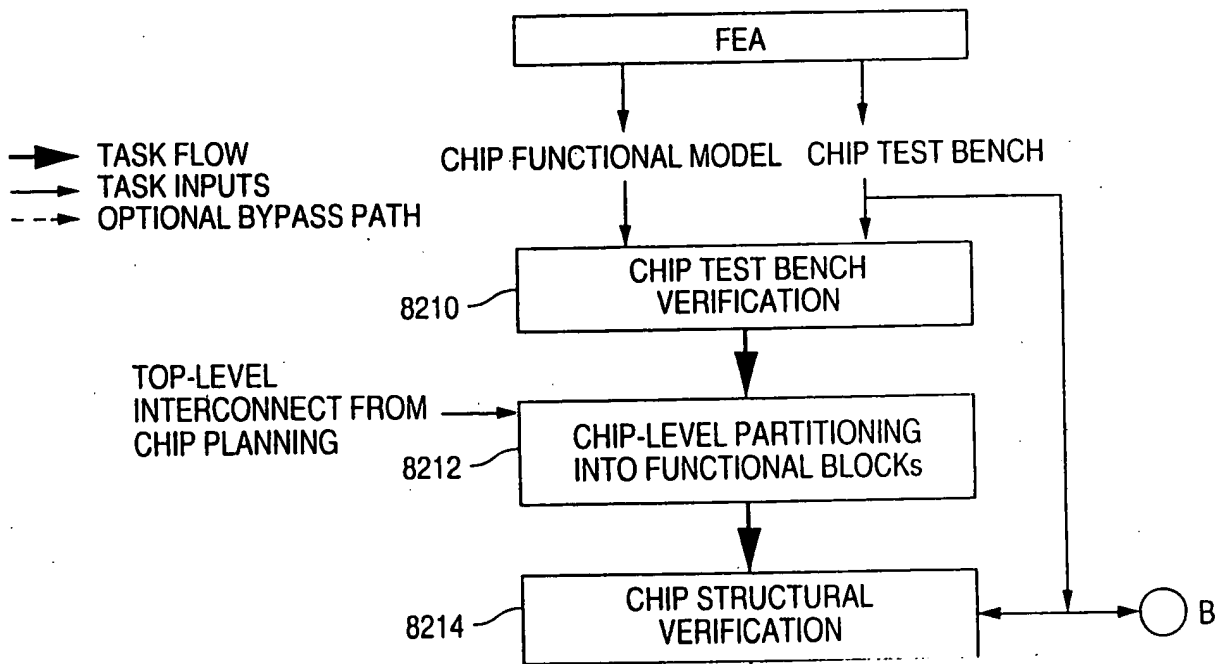 FEA
TASK FLOW
TASK INPUTS
OPTIONAL BYPASS PATH
CHIP FUNCTIONAL MODEL
CHIP TEST BENCH
CHIP TEST BENCH
VERIFICATION
8210
TOP-LEVEL
INTERCONNECT FROM
CHIP PLANNING
CHIP-LEVEL PARTITIONING
INTO FUNCTIONAL BLOCKs
8212
CHIP STRUCTURAL
VERIFICATION
8214
B